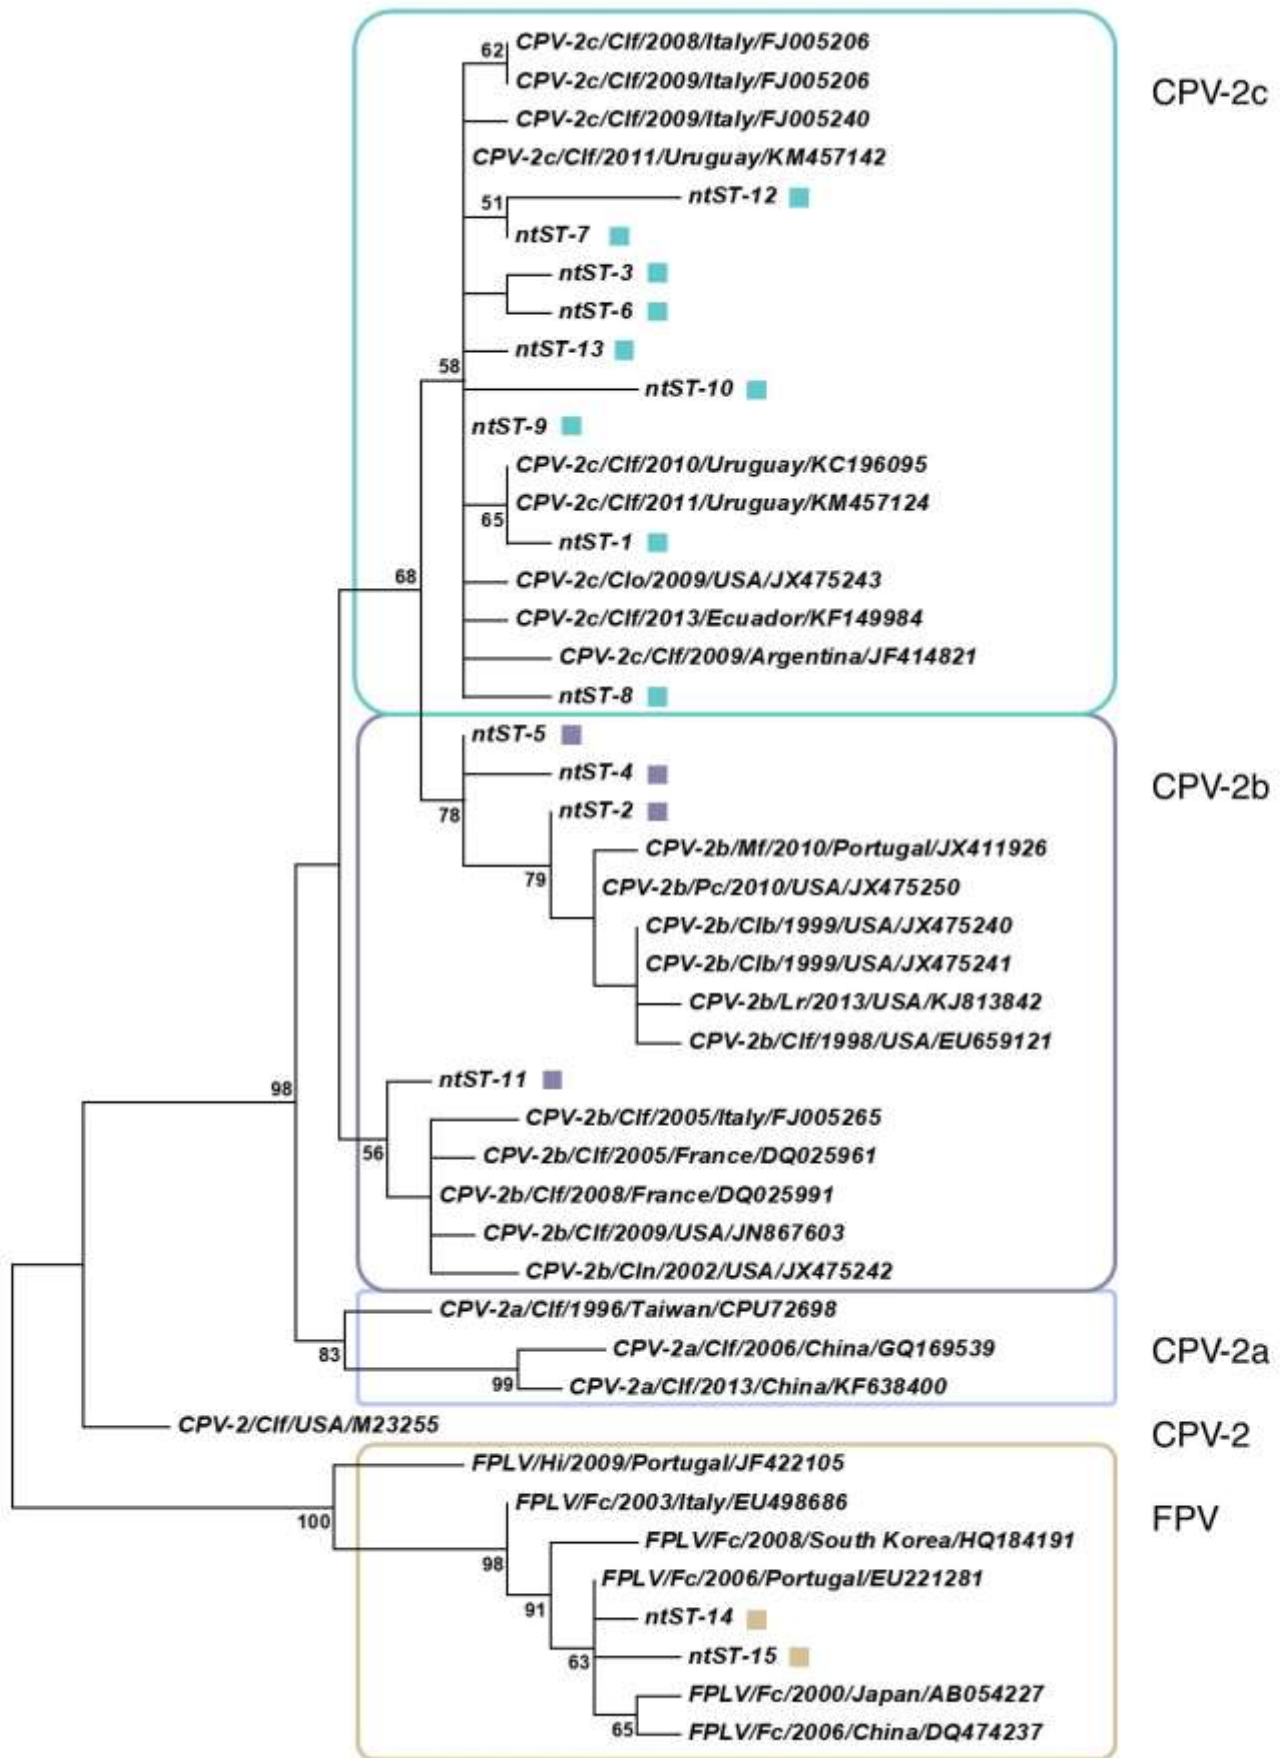 62
CPV-2c/Clf/2008/Italy/FJ005206
CPV-2c/Clf/2009/Italy/FJ005206
CPV-2c
CPV-2c/Clf/2009/Italy/FJ005240
CPV-2c/Clf/2011/Uruguay/KM457142
51
ntST-12
ntST-7
ntST-3
ntST-6
ntST-13
58
ntST-10
ntST-9
CPV-2c/Clf/2010/Uruguay/KC196095
CPV-2c/Clf/2011/Uruguay/KM457124
65
ntST-1
68
CPV-2c/Clo/2009/USA/JX475243
CPV-2c/Clf/2013/Ecuador/KF149984
CPV-2c/Clf/2009/Argentina/JF414821
ntST-8
ntST-5
ntST-4
CPV-2b
78
ntST-2
CPV-2b/Mf/2010/Portugal/JX411926
79
CPV-2b/Pc/2010/USA/JX475250
CPV-2b/Clb/1999/USA/JX475240
CPV-2b/Clb/1999/USA/JX475241
CPV-2b/Lr/2013/USA/KJ813842
CPV-2b/Clf/1998/USA/EU659121
98
ntST-11
CPV-2b/Clf/2005/Italy/FJ005265
56
CPV-2b/Clf/2005/France/DQ025961
CPV-2b/Clf/2008/France/DQ025991
CPV-2b/Clf/2009/USA/JN867603
CPV-2b/Cln/2002/USA/JX475242
CPV-2a/Clf/1996/Taiwan/CPU72698
83
CPV-2a/Clf/2006/China/GQ169539
CPV-2a
99
CPV-2a/Clf/2013/China/KF638400
CPV-2/Clf/USA/M23255
CPV-2
FPLV/Hi/2009/Portugal/JF422105
100
FPLV/Fc/2003/Italy/EU498686
FPV
98
FPLV/Fc/2008/South Korea/HQ184191
91
FPLV/Fc/2006/Portugal/EU221281
ntST-14
63
ntST-15
FPLV/Fc/2000/Japan/AB054227
65
FPLV/Fc/2006/China/DQ474237